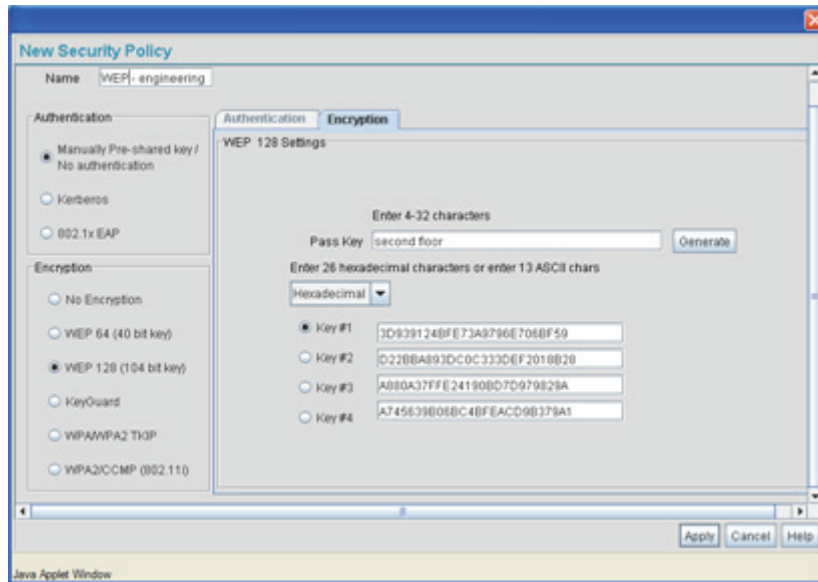 New Security Policy
Name WEP - engineering
Authentication
Manually Pre-shared key /
No authentication
Kerberos
802.1x EAP
Encryption
No Encryption
WEP 64 (40 bit key)
WEP 128 (104 bit key)
KeyGuard
WPA/WPA2 TKIP
WPA2/CCMP (802.11i)
Authentication Encryption
WEP 128 Settings
Enter 4-32 characters
Pass Key second floor Generate
Enter 26 hexadecimal characters or enter 13 ASCII chars
Hexadecimal
Key #1
Key #2
Key #3
Key #4
Apply Cancel Help
Java Applet Window